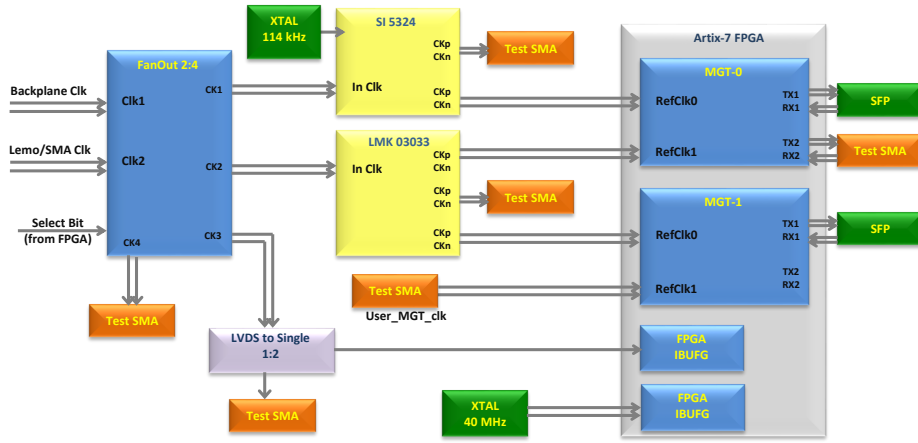 XTAL
114 kHz
SI 5324
CKp
CKn
Test SMA
In Clk
CKp
CKn
Artix-7 FPGA
FanOut 2:4
CK1
Backplane Clk
Clk1
Lemo/SMA Clk
Clk2
CK2
Select Bit
(from FPGA)
CK3
CK4
LMK 03033
In Clk
CKp
CKn
CKp
CKn
Test SMA
CKp
CKn
MGT-0
RefClk0
TX1
RX1
SFP
RefClk1
TX2
RX2
Test SMA
MGT-1
RefClk0
TX1
RX1
SFP
RefClk1
TX2
RX2
Test SMA
User_MGT_clk
Test SMA
LVDS to Single
1:2
FPGA
IBUFG
Test SMA
XTAL
40 MHz
FPGA
IBUFG